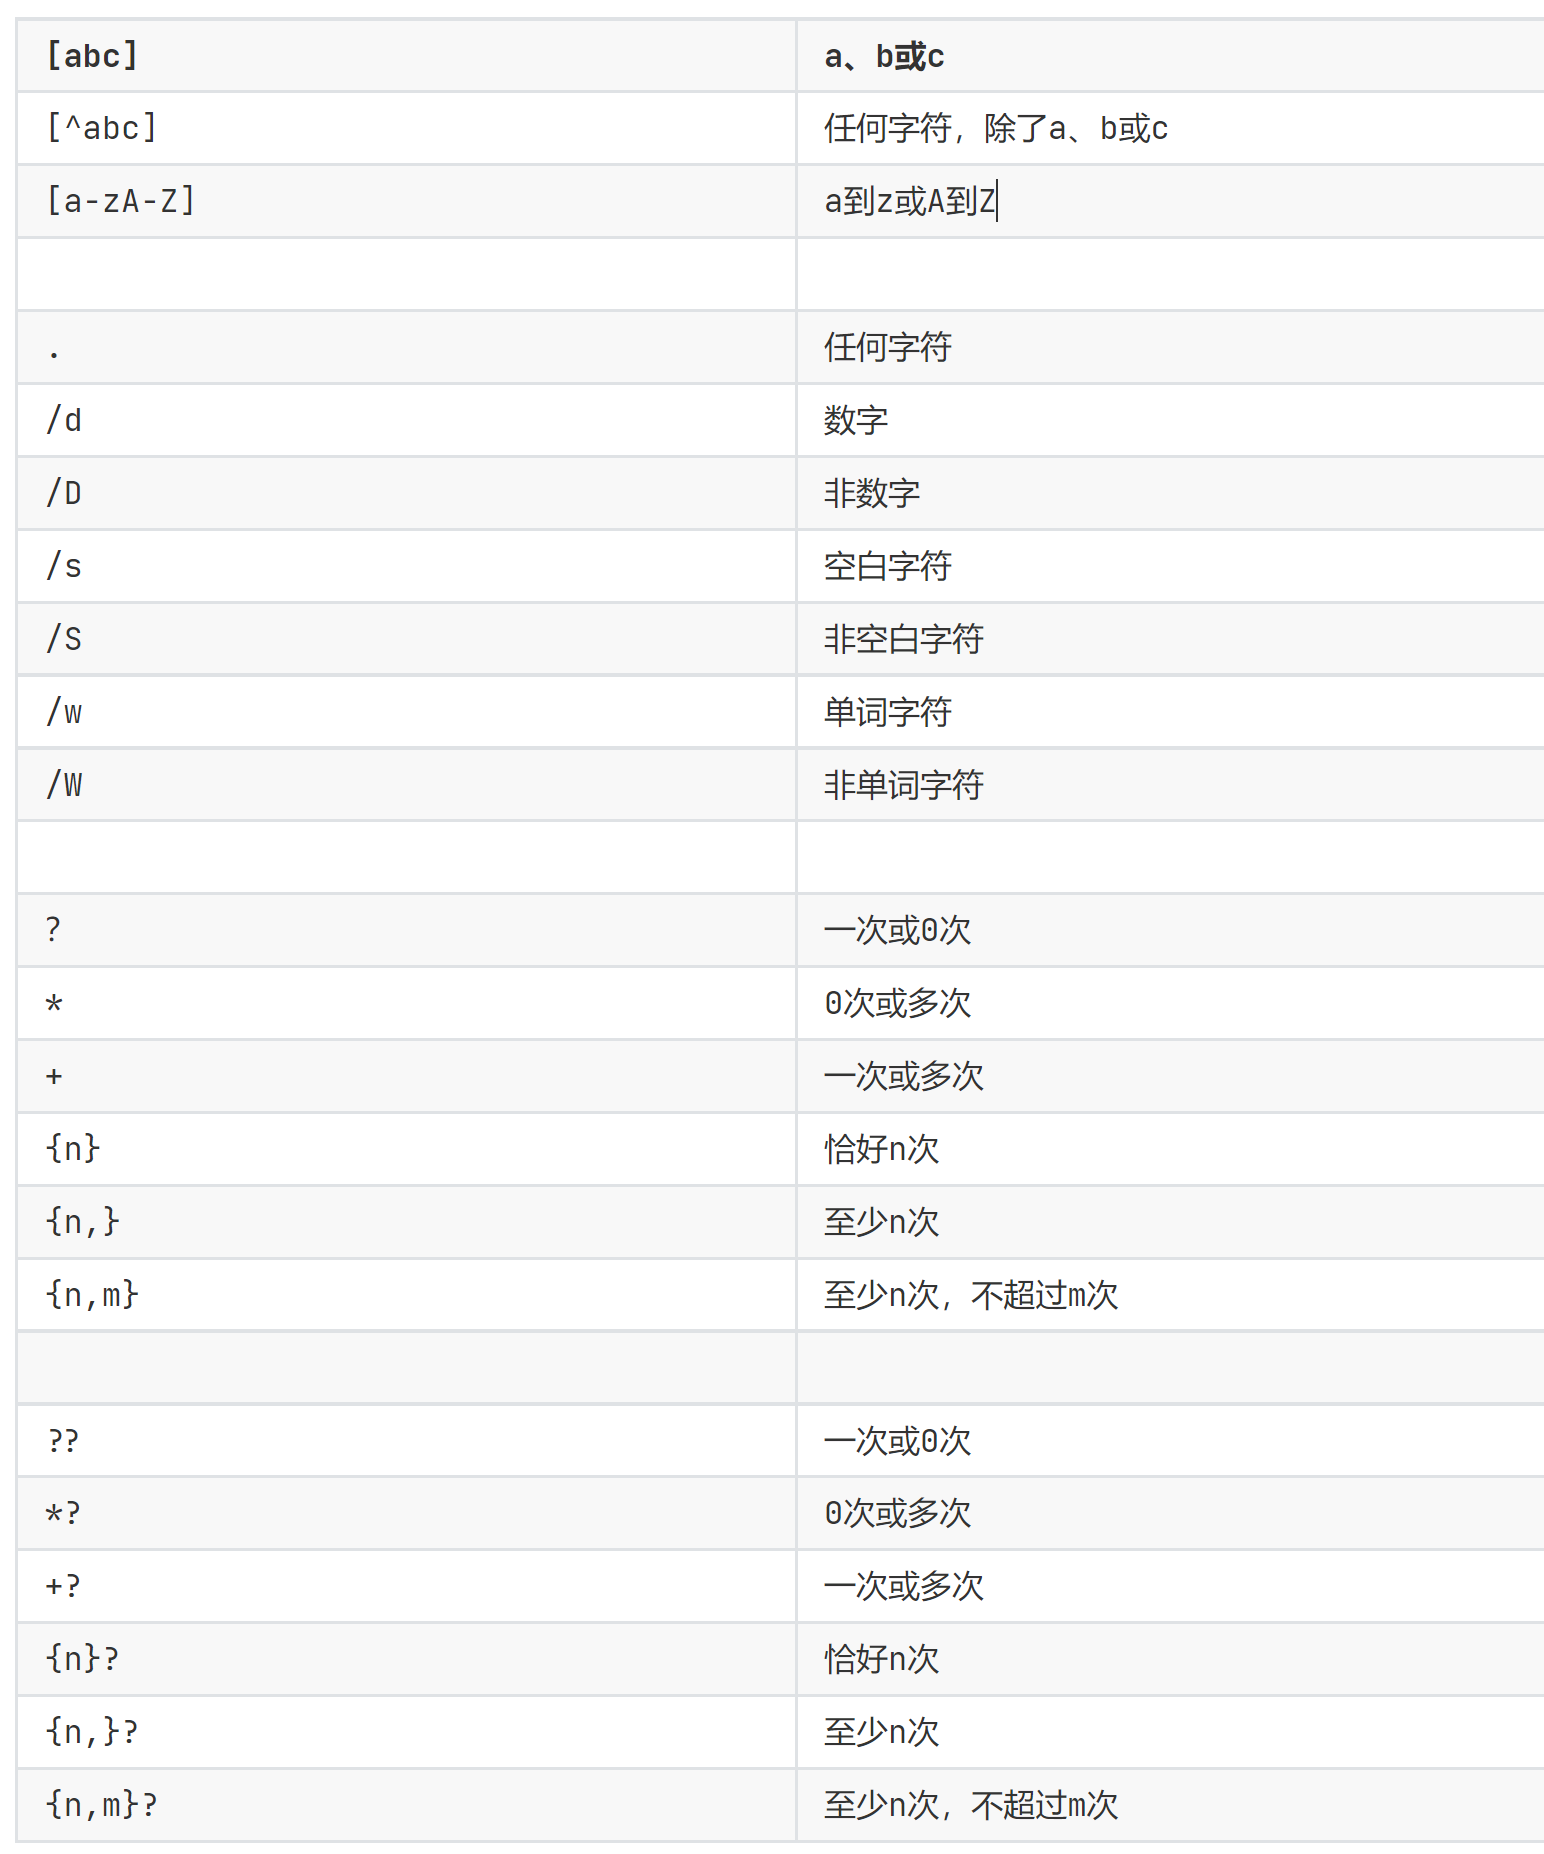 [abc] a、b或c
[^abc] 任何字符，除了a、b或c
[a-zA-Z] a到z或A到Z
. 任何字符
/d 数字
/D 非数字
/s 空白字符
/S 非空白字符
/w 单词字符
/W 非单词字符
? 一次或0次
* 0次或多次
+ 一次或多次
{n} 恰好n次
{n,} 至少n次
{n,m} 至少n次，不超过m次
?? 一次或0次
*? 0次或多次
+? 一次或多次
{n}? 恰好n次
{n,}? 至少n次
{n,m}? 至少n次，不超过m次